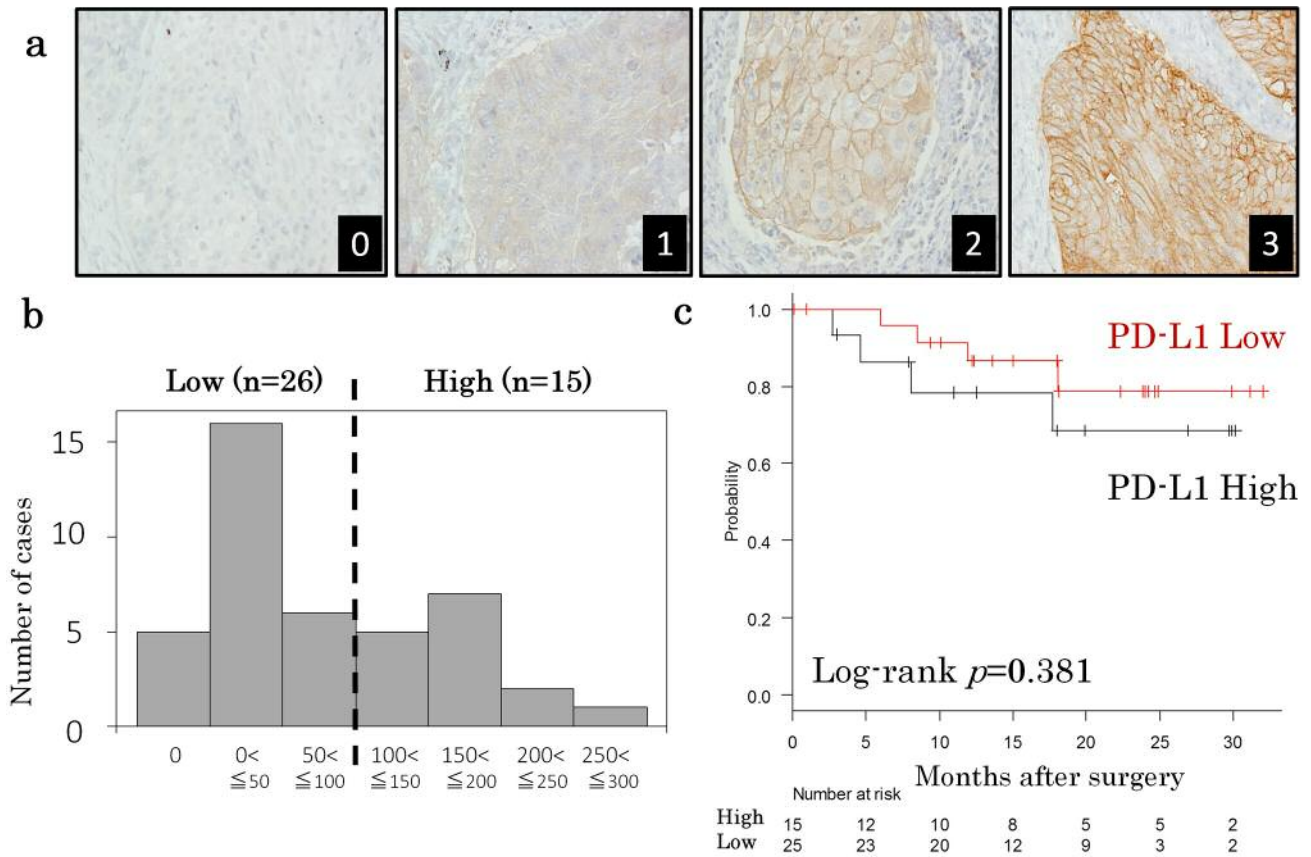 a
0
1
2
3
b
Low (n=26)
High (n=15)
Number of cases
15
10
5
0
0
0<
≦50
50<
≦100
100<
≦150
150<
≦200
200<
≦250
250<
≦300
c
Probability
1.0
0.8
0.6
0.4
0.2
0.0
PD-L1 Low
PD-L1 High
Log-rank p=0.381
0 5 10 15 20 25 30
Months after surgery
Number at risk
High 15 12 10 8 5 5 2
Low 25 23 20 12 9 3 2